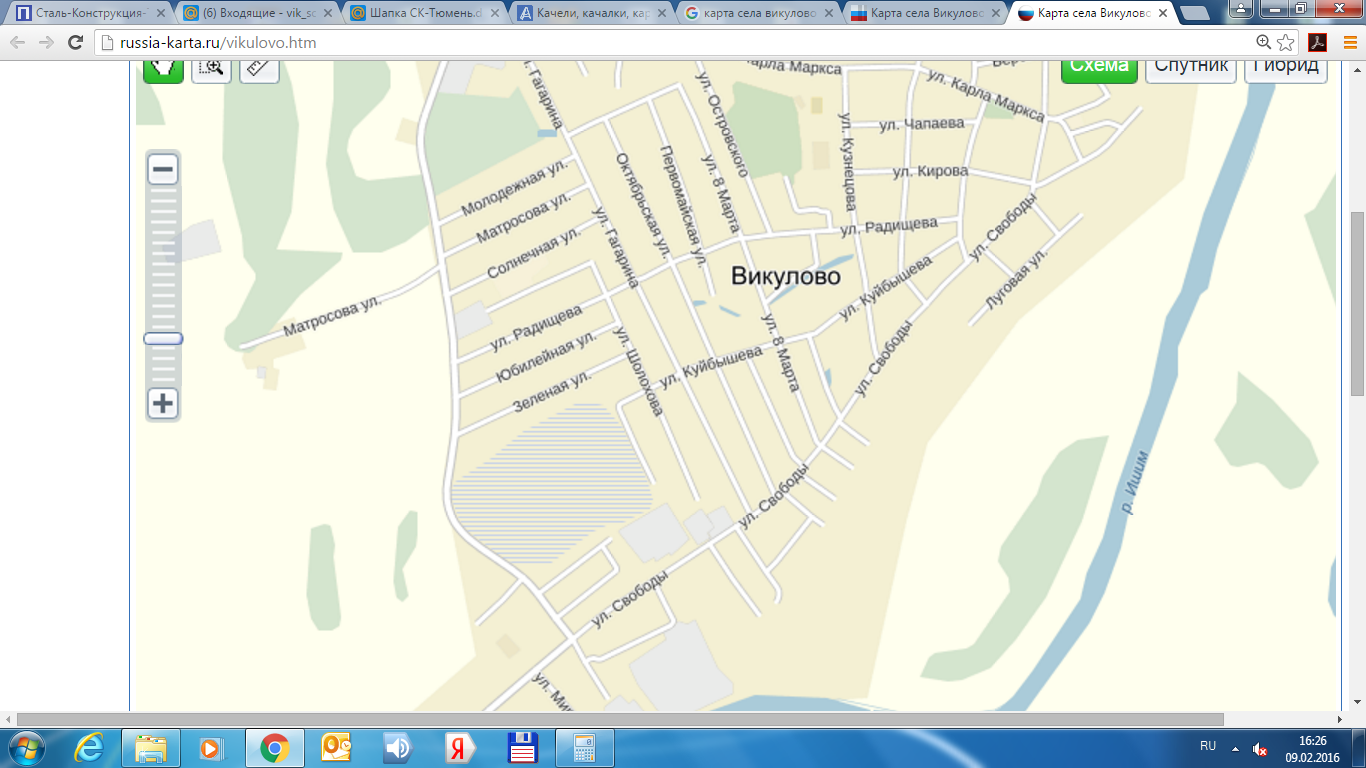 Сталь-Конструкция-
(6) Входящие - vik_sc
Шапка СК-Тюмень.d
Качели, качалки, кар
карта села викулово
Карта села Викулово
Карта села Викулово
russia-karta.ru/vikulovo.htm
Схема
Спутник
Гибрид
ул. Гагарина
ул. Островского
Карла Маркса
ул. Карла Маркса
ул. Чапаева
ул. Кузнецова
ул. Кирова
Молодежная ул.
Октябрьская ул.
Первомайская ул.
ул. 8 Марта
Матросова ул.
ул. Гагарина
Солнечная ул.
ул. Радищева
ул. Свободы
Викулово
ул. Куйбышева
Луговая ул.
Матросова ул.
ул. Радищева
Юбилейная ул.
ул. Шолохова
ул. 8 Марта
ул. Свободы
Зеленая ул.
ул. Куйбышева
р. Ишим
ул. Свободы
ул. Свободы
ул. Ми
RU
16:26
09.02.2016